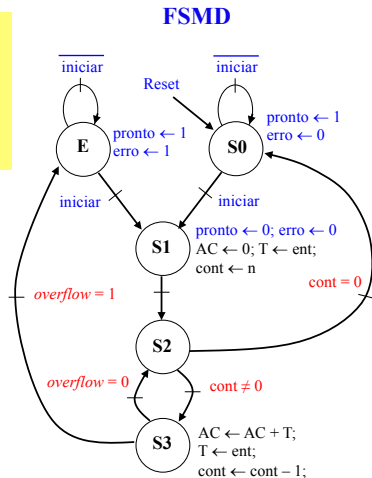 FSMD
iniciar
iniciar
Reset
pronto ← 1
erro ← 1
E
pronto ← 1
erro ← 0
S0
iniciar
iniciar
S1
pronto ← 0; erro ← 0
AC ← 0; T ← ent;
cont ← n
overflow = 1
cont = 0
S2
overflow = 0
cont ≠ 0
S3
AC ← AC + T;
T ← ent;
cont ← cont – 1;